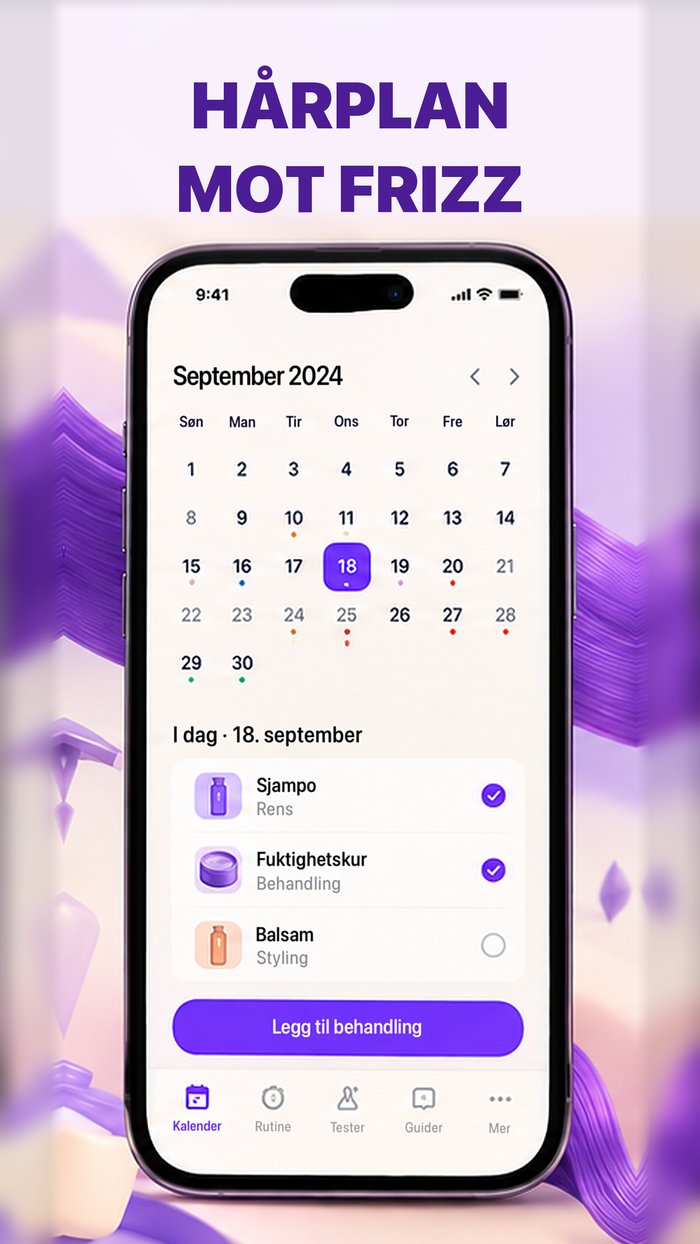 HÅRPLAN
MOT FRIZZ
9:41
September 2024
Søn Man Tir Ons Tor Fre Lør
1 2 3 4 5 6 7
8 9 10 11 12 13 14
15 16 17 18 19 20 21
22 23 24 25 26 27 28
29 30
I dag · 18. september
Sjampo
Rens
Fuktighetskur
Behandling
Balsam
Styling
Legg til behandling
Kalender Rutine Tester Guider Mer